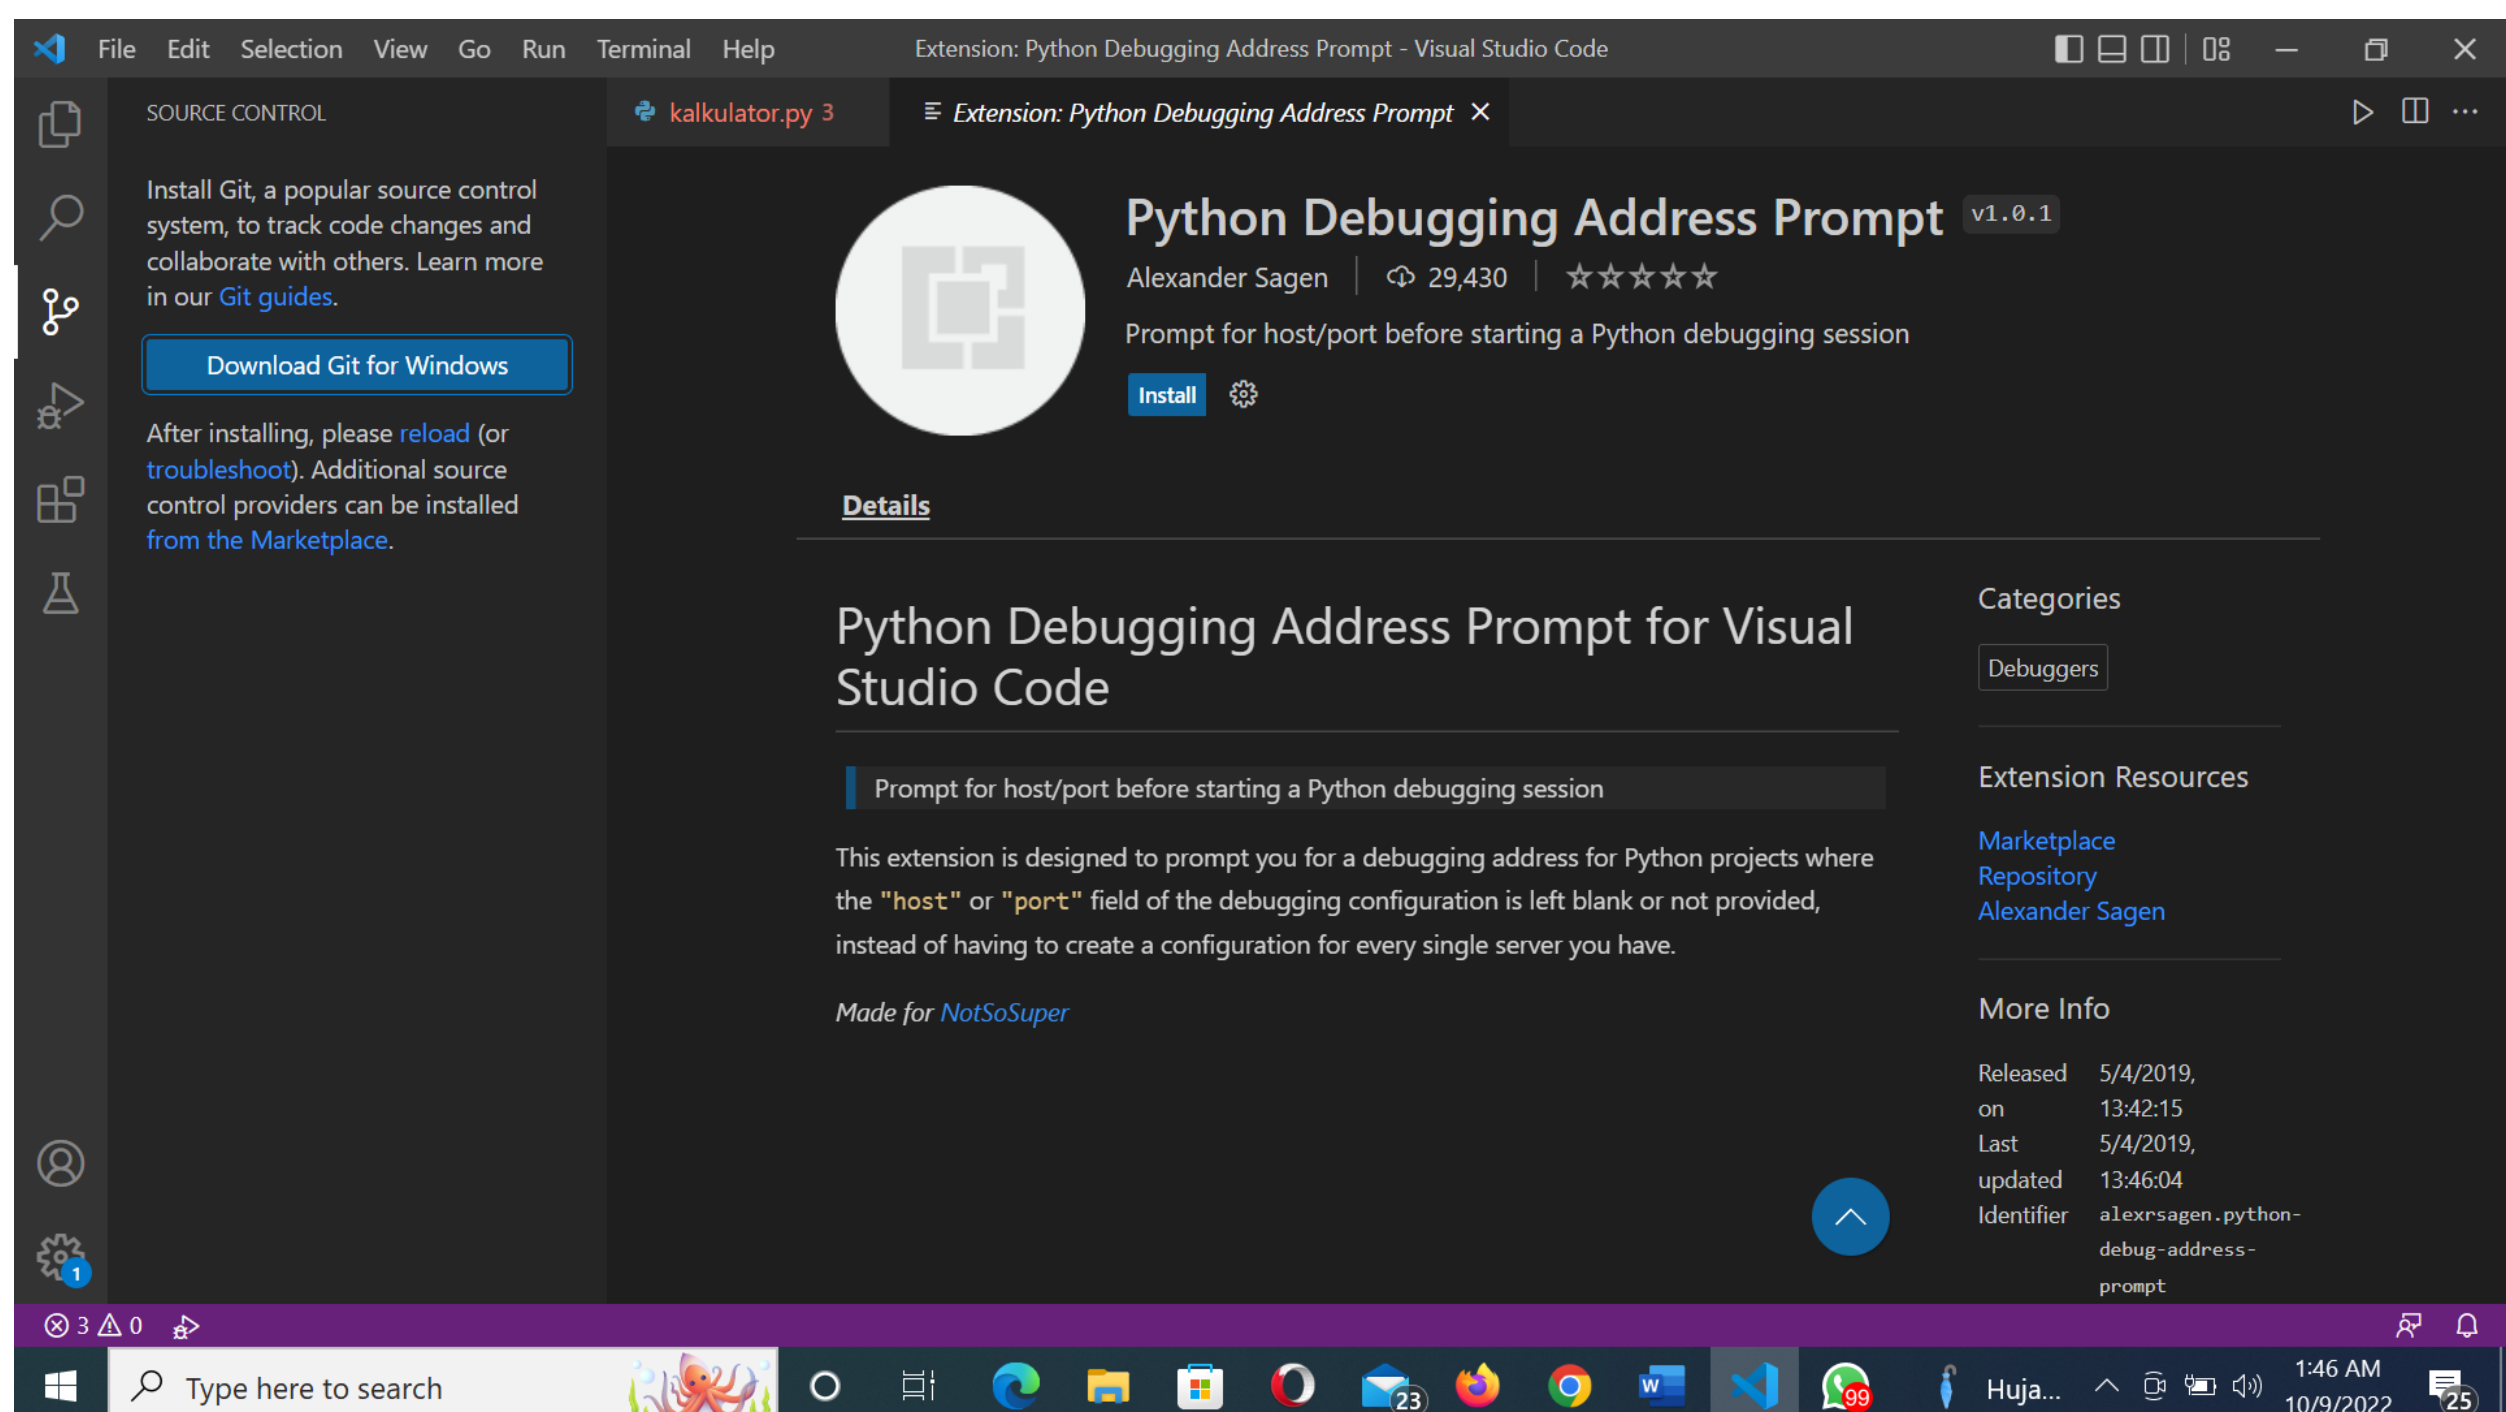 File Edit Selection View Go Run Terminal Help
Extension: Python Debugging Address Prompt - Visual Studio Code
SOURCE CONTROL
kalkulator.py 3
Extension: Python Debugging Address Prompt
Install Git, a popular source control
system, to track code changes and
collaborate with others. Learn more
in our Git guides.
Download Git for Windows
After installing, please reload (or
troubleshoot). Additional source
control providers can be installed
from the Marketplace.
Python Debugging Address Prompt v1.0.1
Alexander Sagen 29,430
Prompt for host/port before starting a Python debugging session
Install
Details
Python Debugging Address Prompt for Visual
Studio Code
Prompt for host/port before starting a Python debugging session
This extension is designed to prompt you for a debugging address for Python projects where
the "host" or "port" field of the debugging configuration is left blank or not provided,
instead of having to create a configuration for every single server you have.
Made for NotSoSuper
Categories
Debuggers
Extension Resources
Marketplace
Repository
Alexander Sagen
More Info
Released 5/4/2019,
on 13:42:15
Last 5/4/2019,
updated 13:46:04
Identifier alexrsagen.python-
debug-address-
prompt
1
3 0
Type here to search
23
W
99
Huja...
1:46 AM
10/9/2022
25